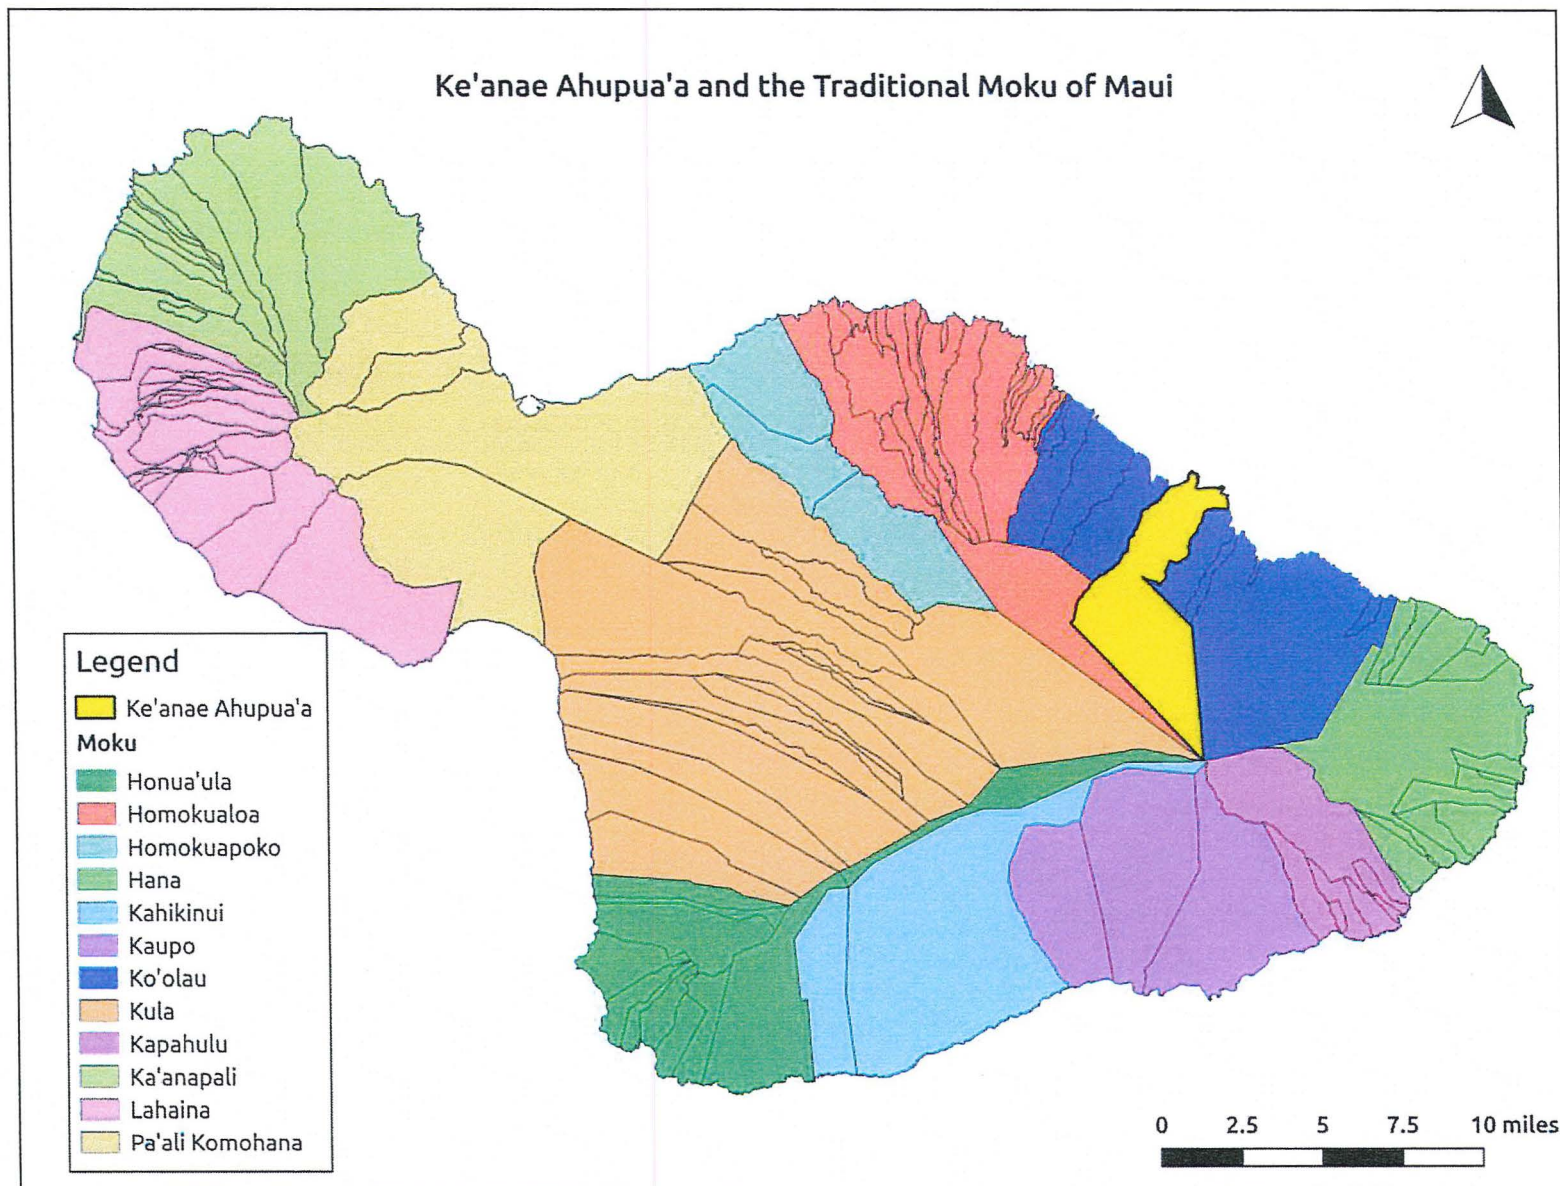 Ke'anae Ahupua'a and the Traditional Moku of Maui
Legend
Ke'anae Ahupua'a
Moku
Honua'ula
Homokualoa
Homokuapoko
Hana
Kahikinui
Kaupo
Ko'olau
Kula
Kapahulu
Ka'anapali
Lahaina
Pa'ali Komohana
0 2.5 5 7.5 10 miles